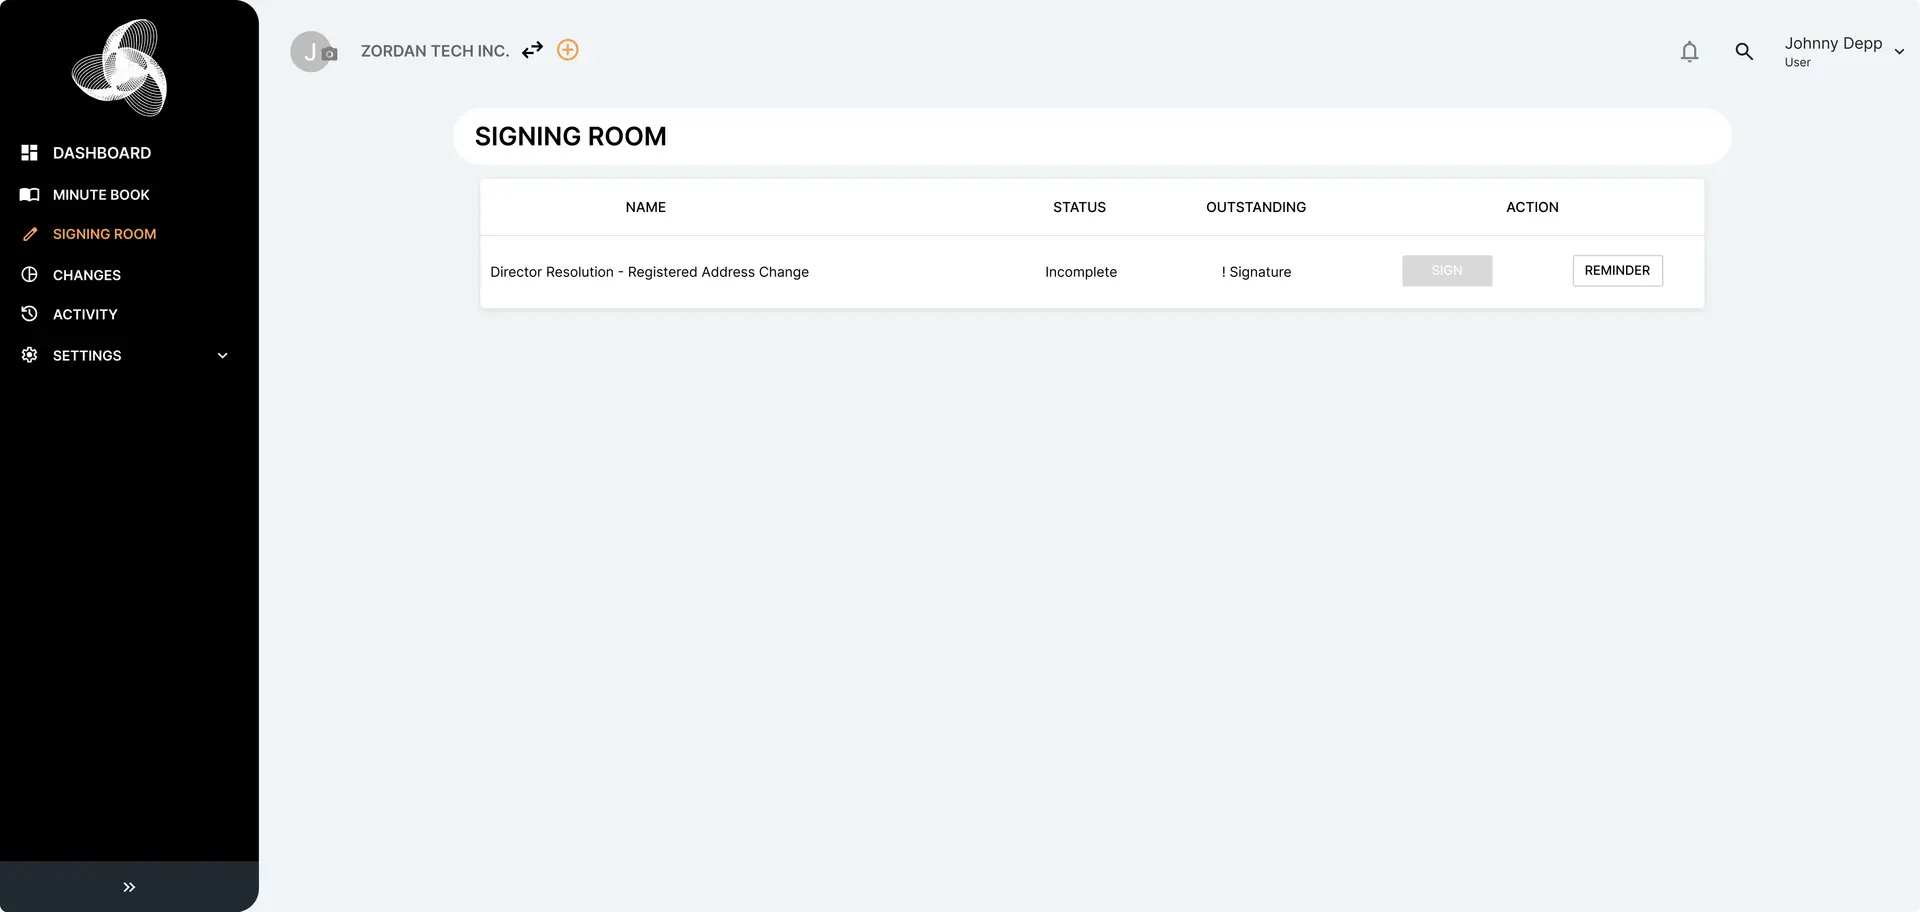 J
ZORDAN TECH INC.
Johnny Depp
User
DASHBOARD
MINUTE BOOK
SIGNING ROOM
CHANGES
ACTIVITY
SETTINGS
SIGNING ROOM
NAME STATUS OUTSTANDING ACTION
Director Resolution - Registered Address Change Incomplete ! Signature SIGN REMINDER